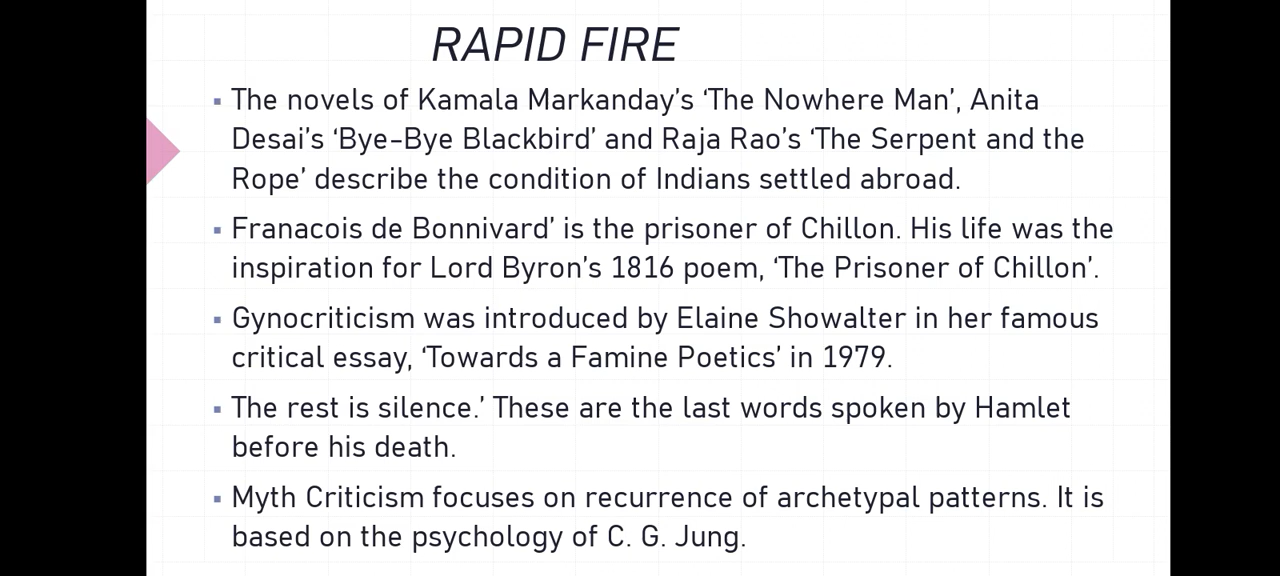 RAPID FIRE
▪ The novels of Kamala Markanday's ‘The Nowhere Man’, Anita
Desai's ‘Bye-Bye Blackbird’ and Raja Rao's ‘The Serpent and the
Rope’ describe the condition of Indians settled abroad.
▪ Franacois de Bonnivard’ is the prisoner of Chillon. His life was the
inspiration for Lord Byron's 1816 poem, ‘The Prisoner of Chillon’.
▪ Gynocriticism was introduced by Elaine Showalter in her famous
critical essay, ‘Towards a Famine Poetics’ in 1979.
▪ The rest is silence.’ These are the last words spoken by Hamlet
before his death.
▪ Myth Criticism focuses on recurrence of archetypal patterns. It is
based on the psychology of C. G. Jung.